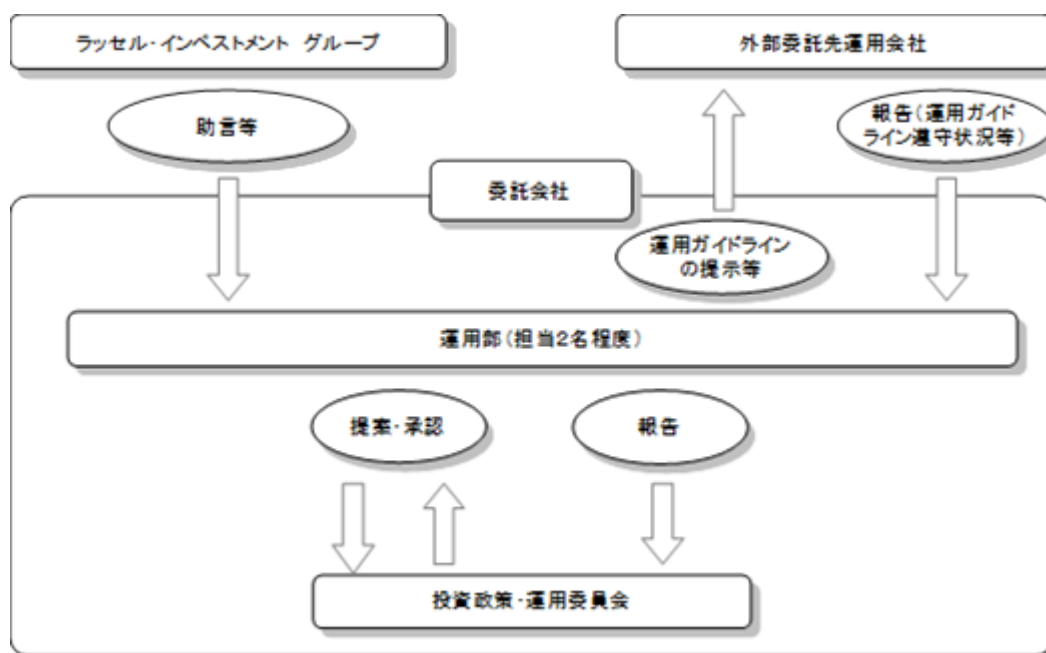 ラッセル・インベストメント グループ
外部委託先運用会社
助言等
報告(運用ガイド
ライン遵守状況等)
委託会社
運用ガイドライン
の提示等
運用部(担当2名程度)
提案・承認
報告
投資政策・運用委員会